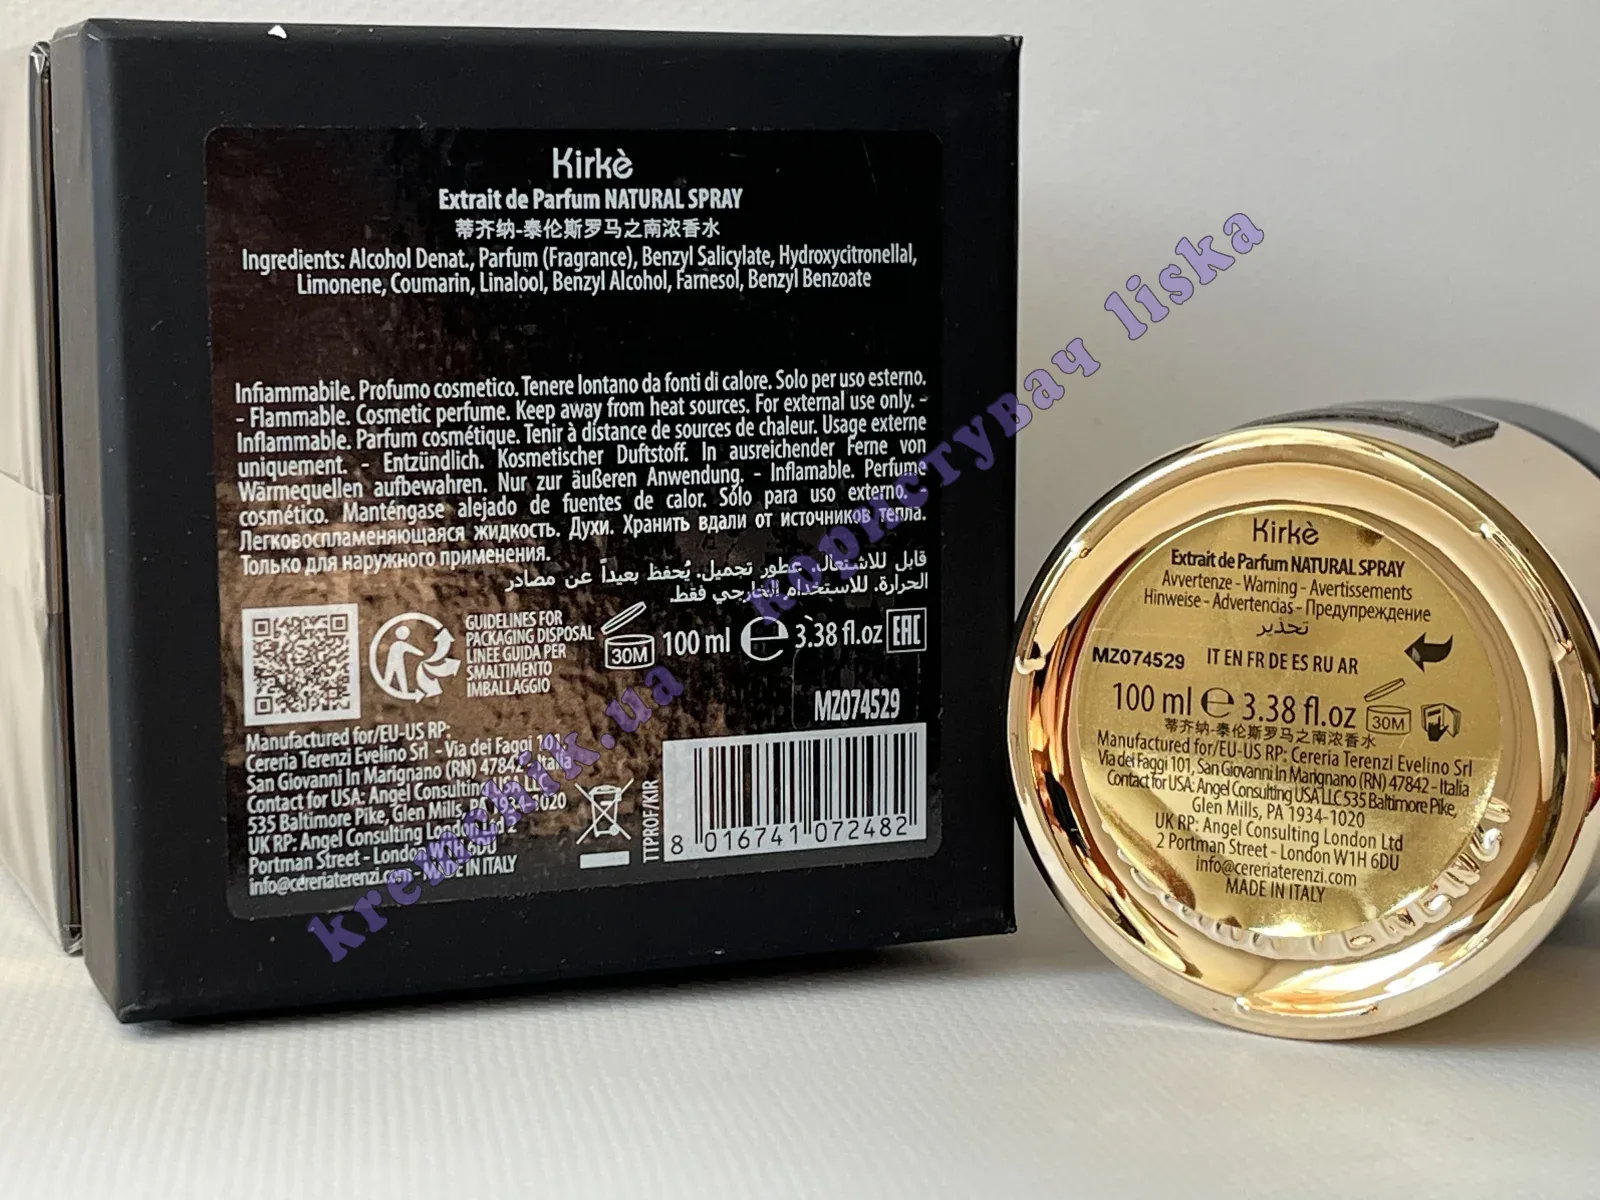 Kirkè
Extrait de Parfum NATURAL SPRAY
蒂齐纳-泰伦斯罗马之南浓香水
Ingredients: Alcohol Denat., Parfum (Fragrance), Benzyl Salicylate, Hydroxycitronellal,
Limonene, Coumarin, Linalool, Benzyl Alcohol, Farnesol, Benzyl Benzoate
Infiammabile. Profumo cosmetico. Tenere lontano da fonti di calore. Solo per uso esterno.
- Flammable. Cosmetic perfume. Keep away from heat sources. For external use only. -
Inflammable. Parfum cosmétique. Tenir à distance de sources de chaleur. Usage externe
uniquement. - Entzündlich. Kosmetischer Duftstoff. In ausreichender Ferne von
Wärmequellen aufbewahren. Nur zur äußeren Anwendung. - Inflamable. Perfume
cosmético. Manténgase alejado de fuentes de calor. Sólo para uso externo. -
Легковоспламеняющаяся жидкость. Духи. Хранить вдали от источников тепла.
Только для наружного применения.
قابل للاشتعال. عطور تجميل. يُحفظ بعيداً عن مصادر
الحرارة. للاستخدام الخارجي فقط.
GUIDELINES FOR
PACKAGING DISPOSAL
LINEE GUIDA PER
SMALTIMENTO
IMBALLAGGIO
30M
100 ml e 3.38 fl.oz
EAC
MZ074529
Manufactured for/EU-US RP:
Cereria Terenzi Evelino Srl - Via dei Faggi 101,
San Giovanni In Marignano (RN) 47842 - Italia
Contact for USA: Angel Consulting USA LLC
535 Baltimore Pike, Glen Mills, PA 1934-1020
UK RP: Angel Consulting London Ltd 2
Portman Street - London W1H 6DU
info@cereriaterenzi.com - MADE IN ITALY
TTPROF/KIR
8 016741 072482
Kirkè
Extrait de Parfum NATURAL SPRAY
Avvertenze - Warning - Avertissements
Hinweise - Advertencias - Предупреждение
تحذير
MZ074529 IT EN FR DE ES RU AR
100 ml e 3.38 fl.oz
30M
蒂齐纳-泰伦斯罗马之南浓香水
Manufactured for/EU-US RP: Cereria Terenzi Evelino Srl
Via dei Faggi 101, San Giovanni In Marignano (RN) 47842 - Italia
Contact for USA: Angel Consulting USA LLC 535 Baltimore Pike,
Glen Mills, PA 1934-1020
UK RP: Angel Consulting London Ltd
2 Portman Street - London W1H 6DU
info@cereriaterenzi.com
MADE IN ITALY
kremenik.ua користуВач liska